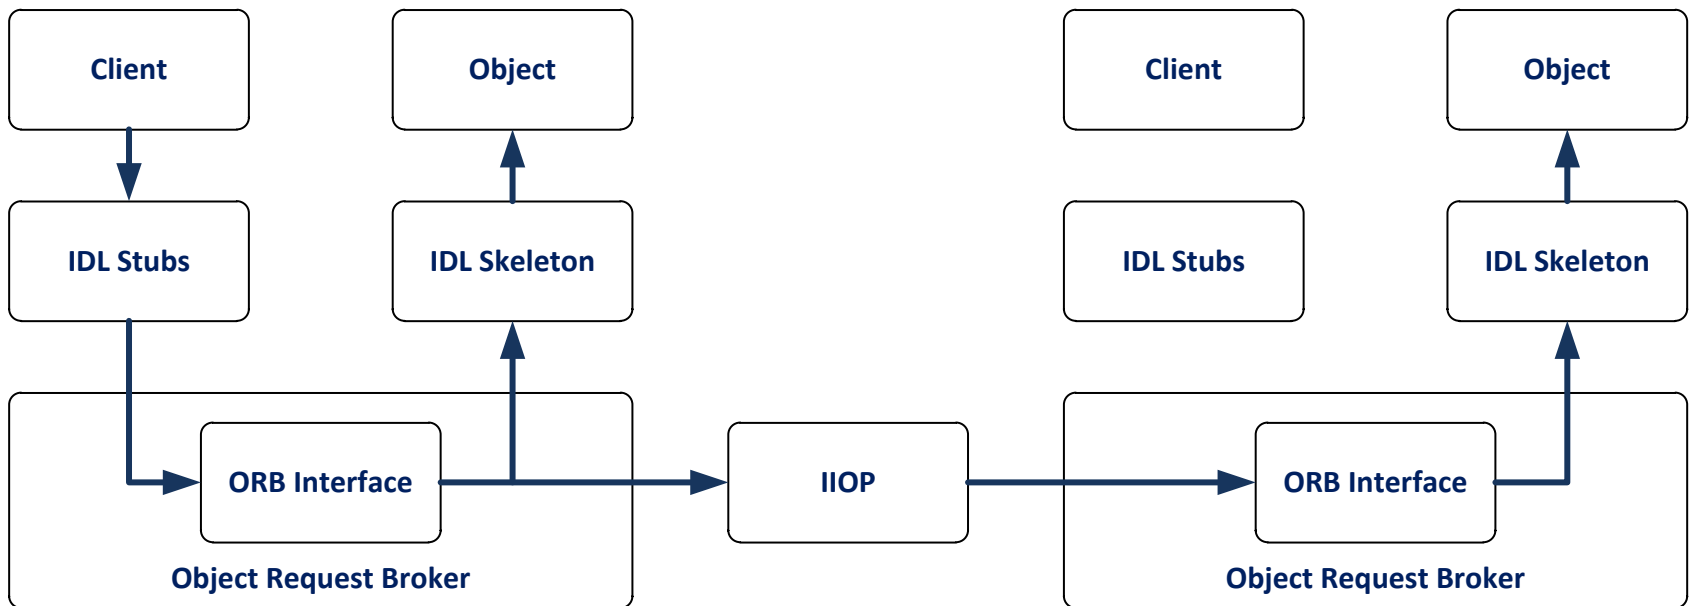 Client
Object
Client
Object
IDL Stubs
IDL Skeleton
IDL Stubs
IDL Skeleton
ORB Interface
IIOP
ORB Interface
Object Request Broker
Object Request Broker